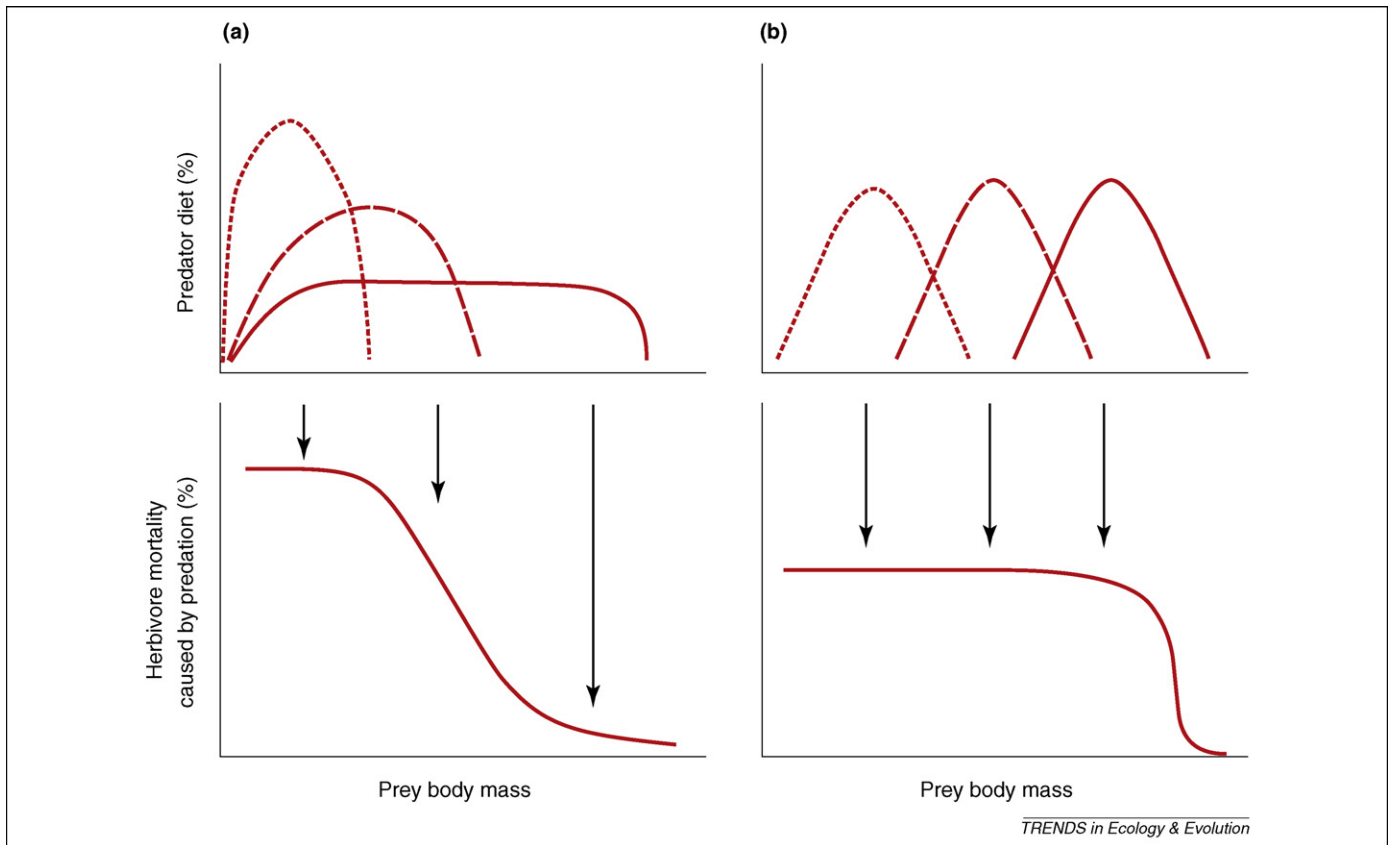 (a)
(b)
Predator diet (%)
Herbivore mortality
caused by predation (%)
Prey body mass
Prey body mass
TRENDS in Ecology & Evolution